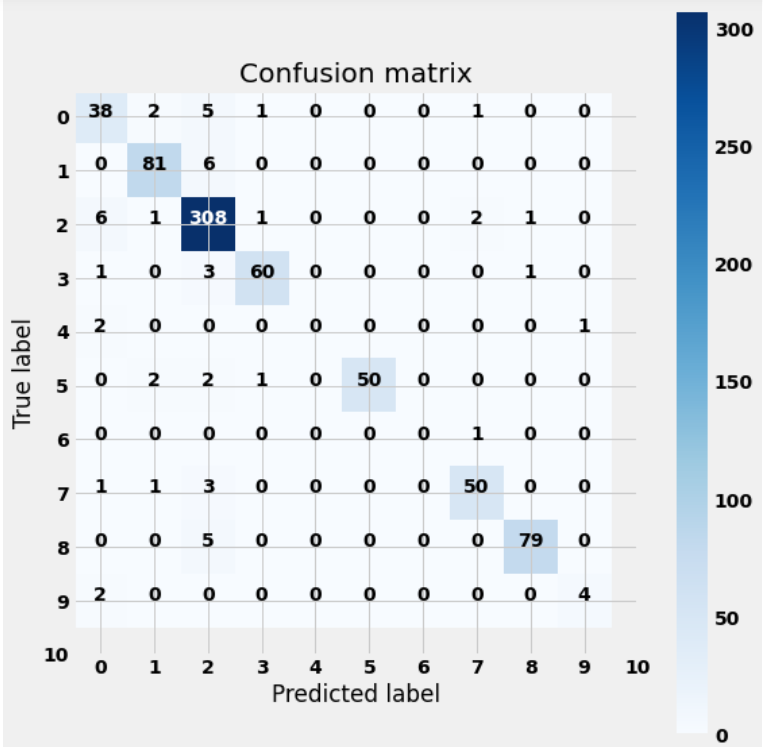 Confusion matrix
0 38 2 5 1 0 0 0 1 0 0
1 0 81 6 0 0 0 0 0 0 0
2 6 1 308 1 0 0 0 2 1 0
3 1 0 3 60 0 0 0 0 1 0
4 2 0 0 0 0 0 0 0 0 1
5 0 2 2 1 0 50 0 0 0 0
6 0 0 0 0 0 0 0 1 0 0
7 1 1 3 0 0 0 0 50 0 0
8 0 0 5 0 0 0 0 0 79 0
9 2 0 0 0 0 0 0 0 0 4
10
0 1 2 3 4 5 6 7 8 9 10
Predicted label
True label
300
250
200
150
100
50
0